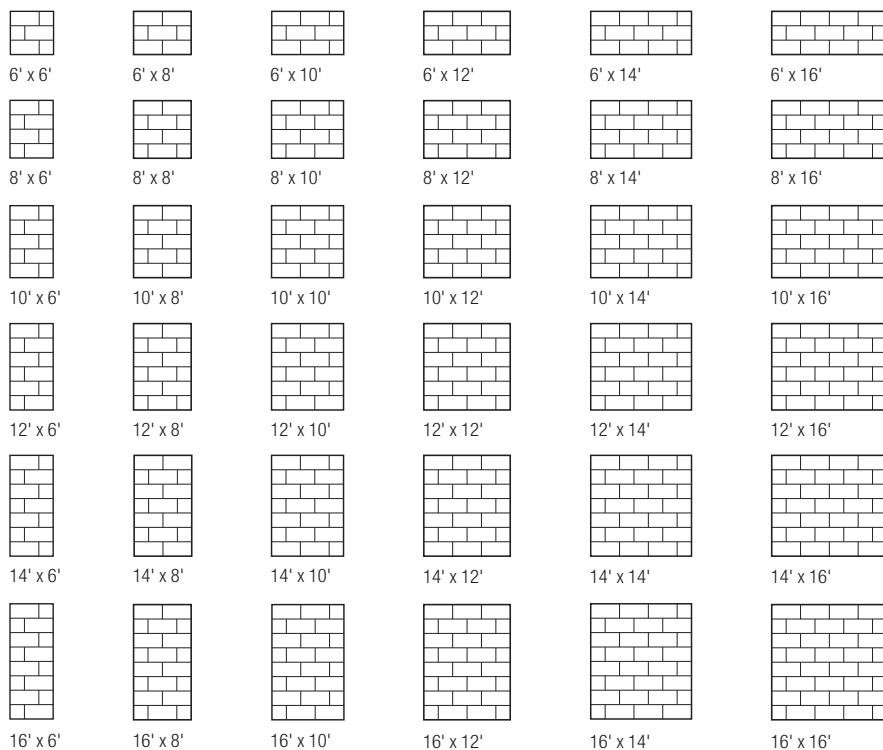 6' x 6' 6' x 8' 6' x 10' 6' x 12' 6' x 14' 6' x 16'
8' x 6' 8' x 8' 8' x 10' 8' x 12' 8' x 14' 8' x 16'
10' x 6' 10' x 8' 10' x 10' 10' x 12' 10' x 14' 10' x 16'
12' x 6' 12' x 8' 12' x 10' 12' x 12' 12' x 14' 12' x 16'
14' x 6' 14' x 8' 14' x 10' 14' x 12' 14' x 14' 14' x 16'
16' x 6' 16' x 8' 16' x 10' 16' x 12' 16' x 14' 16' x 16'